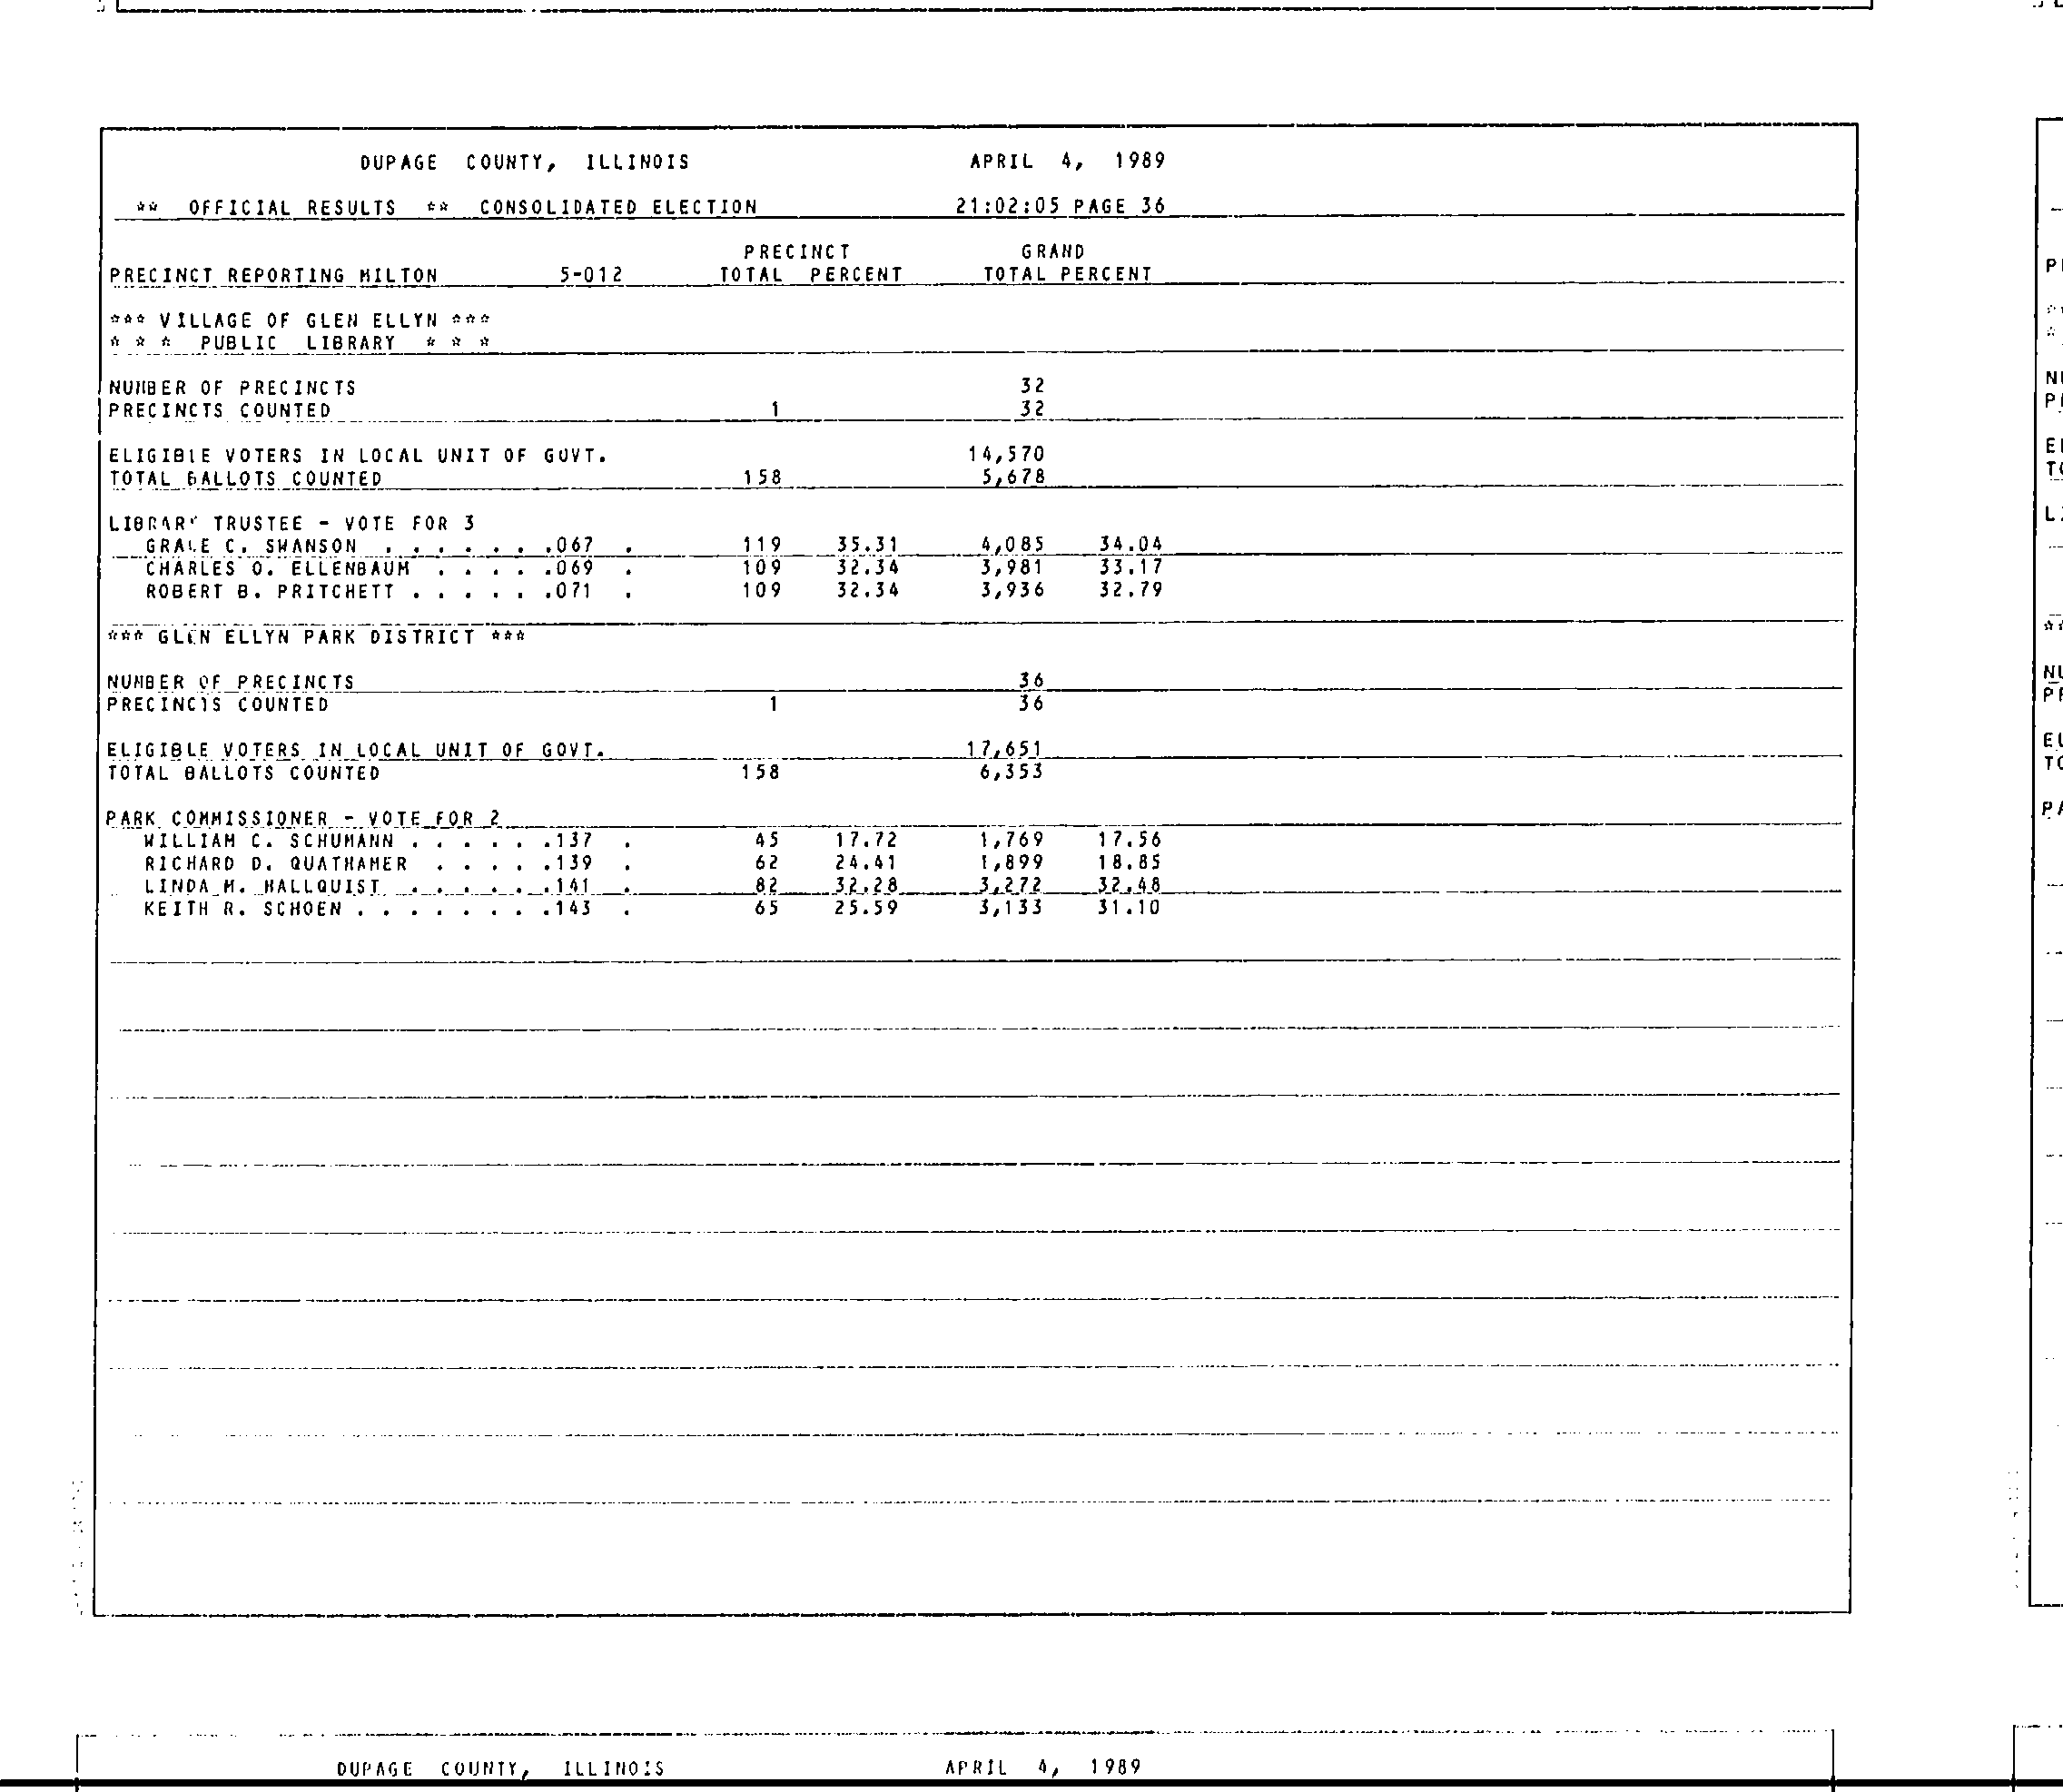 DUPAGE COUNTY, ILLINOIS APRIL 4, 1989
** OFFICIAL RESULTS ** CONSOLIDATED ELECTION 21:02:05 PAGE 36
PRECINCT GRAND
PRECINCT REPORTING MILTON 5-012 TOTAL PERCENT TOTAL PERCENT
*** VILLAGE OF GLEN ELLYN ***
* * * PUBLIC LIBRARY * * *
NUMBER OF PRECINCTS 32
PRECINCTS COUNTED 1 32
ELIGIBLE VOTERS IN LOCAL UNIT OF GOVT. 14,570
TOTAL BALLOTS COUNTED 158 5,678
LIBRARY TRUSTEE - VOTE FOR 3
GRACE C. SWANSON . . . . . . .067 . 119 35.31 4,085 34.04
CHARLES O. ELLENBAUM . . . . .069 . 109 32.34 3,981 33.17
ROBERT B. PRITCHETT . . . . . .071 . 109 32.34 3,936 32.79
*** GLEN ELLYN PARK DISTRICT ***
NUMBER OF PRECINCTS 36
PRECINCTS COUNTED 1 36
ELIGIBLE VOTERS IN LOCAL UNIT OF GOVT. 17,651
TOTAL BALLOTS COUNTED 158 6,353
PARK COMMISSIONER - VOTE FOR 2
WILLIAM C. SCHUMANN . . . . . .137 . 45 17.72 1,769 17.56
RICHARD D. QUATHAMER . . . . .139 . 62 24.41 1,899 18.85
LINDA M. HALLQUIST . . . . . .141 . 82 32.28 3,272 32.48
KEITH R. SCHOEN . . . . . . . .143 . 65 25.59 3,133 31.10
DUPAGE COUNTY, ILLINOIS APRIL 4, 1989